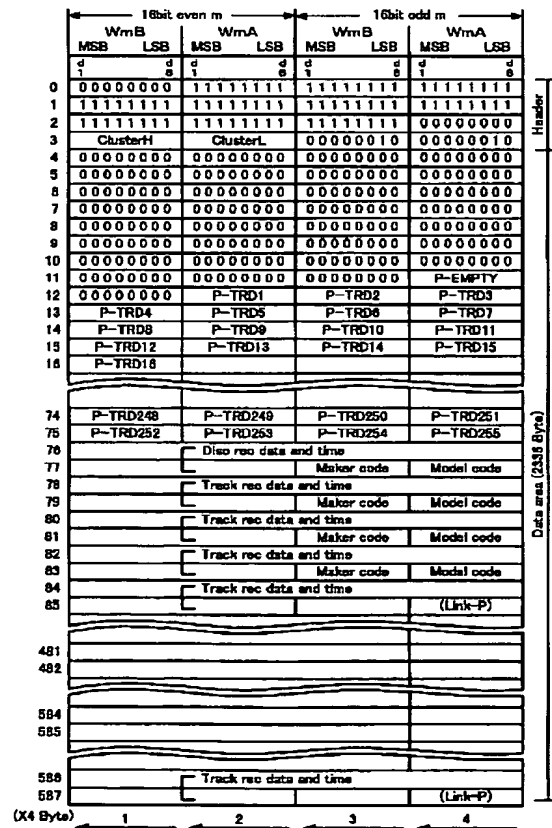 16bit even m 16bit odd m
WmB WmA WmB WmA
MSB LSB MSB LSB MSB LSB MSB LSB
d d d d
1 8 1 8 1 8 1 8
0 00000000 11111111 11111111 11111111
1 11111111 11111111 11111111 11111111
2 11111111 11111111 11111111 00000000
3 ClusterH ClusterL 00000010 00000010
Header
4 00000000 00000000 00000000 00000000
5 00000000 00000000 00000000 00000000
6 00000000 00000000 00000000 00000000
7 00000000 00000000 00000000 00000000
8 00000000 00000000 00000000 00000000
9 00000000 00000000 00000000 00000000
10 00000000 00000000 00000000 00000000
11 00000000 00000000 00000000 P-EMPTY
12 00000000 P-TRD1 P-TRD2 P-TRD3
13 P-TRD4 P-TRD5 P-TRD6 P-TRD7
14 P-TRD8 P-TRD9 P-TRD10 P-TRD11
15 P-TRD12 P-TRD13 P-TRD14 P-TRD15
16 P-TRD16
74 P-TRD248 P-TRD249 P-TRD250 P-TRD251
75 P-TRD252 P-TRD253 P-TRD254 P-TRD255
76 Disc rec data and time
77 Maker code Model code
78 Track rec data and time
79 Maker code Model code
80 Track rec data and time
81 Maker code Model code
82 Track rec data and time
83 Maker code Model code
84 Track rec data and time
85 (Link-P)
Data area (2336 Byte)
481
482
584
585
586 Track rec data and time
587 (Link-P)
(X4 Byte) 1 2 3 4